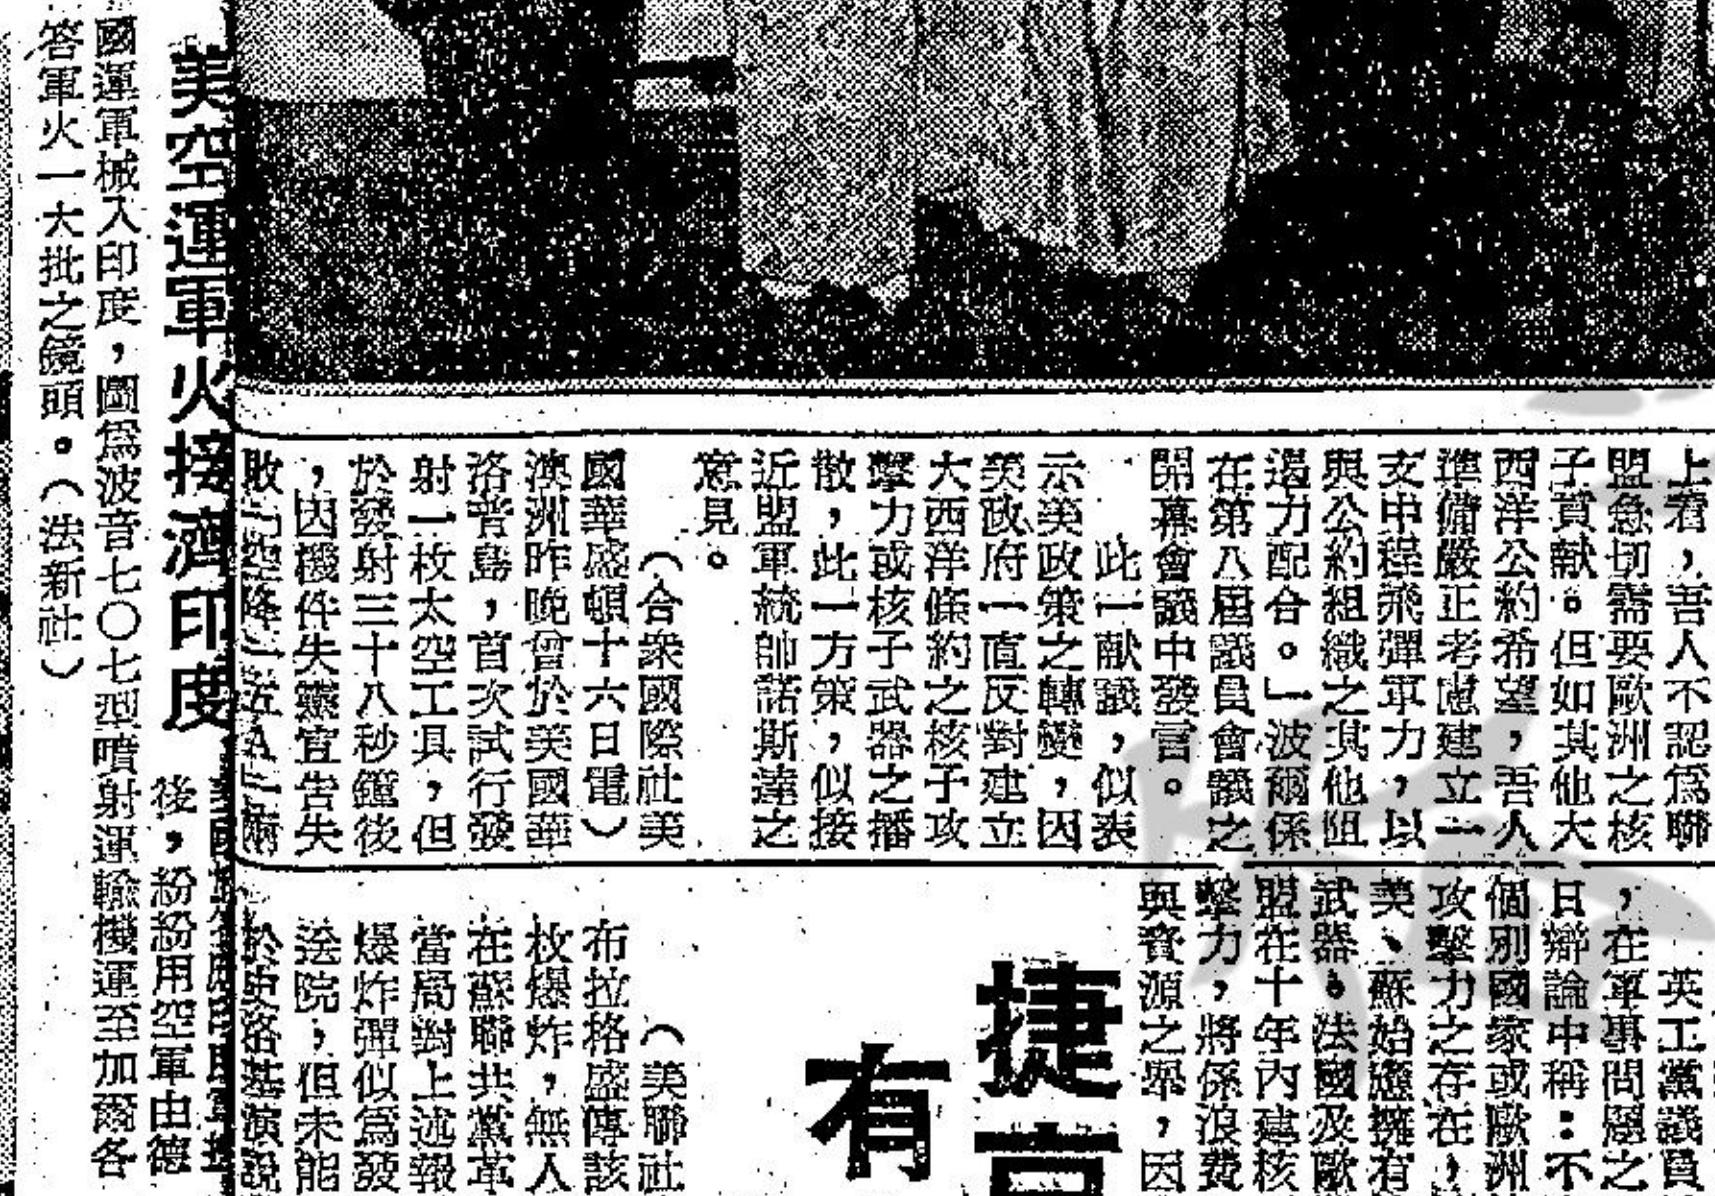 上看，吾人不認爲聯
盟急切需要歐洲之核
子貢献。但如其他大
西洋公約希望，吾人
準備嚴正考慮建立一
支中程飛彈軍力，以
與公約組織之其他阻
遏力配合。」波爾係
在第八屆議員會議之
開幕會議中發言。
此一献議，似表
示美政策之轉變，因
美政府一直反對建立
大西洋條約之核子攻
擊力或核子武器之播
散，此一方策，似接
近盟軍統帥諾斯達之
意見。
（合衆國際社美
國華盛頓十六日電）
澳洲昨晚曾於美國華
洛普島，首次試行發
射一枚太空工具，但
於發射三十八秒鐘後
，因機件失靈宣告失
敗
英工黨議員
，在軍事問題之
日辯論中稱：不
個別國家或歐洲
攻擊力之存在，
美、蘇始應擁有
武器。法國及歐
盟在十年內建核
擊力，將係浪費
與資源之舉，因
捷
有
（美聯社
布拉格盛傳該
枚爆炸，無人
在蘇聯共黨革
當局對上述報
爆炸彈似爲發
送院，但未能
於史洛基演說
美空運軍火接濟印度
後，紛紛用空軍由德
國運軍械入印度，圖爲波音七〇七型噴射運輸機運至加爾各
答軍火一大批之鏡頭。（法新社）